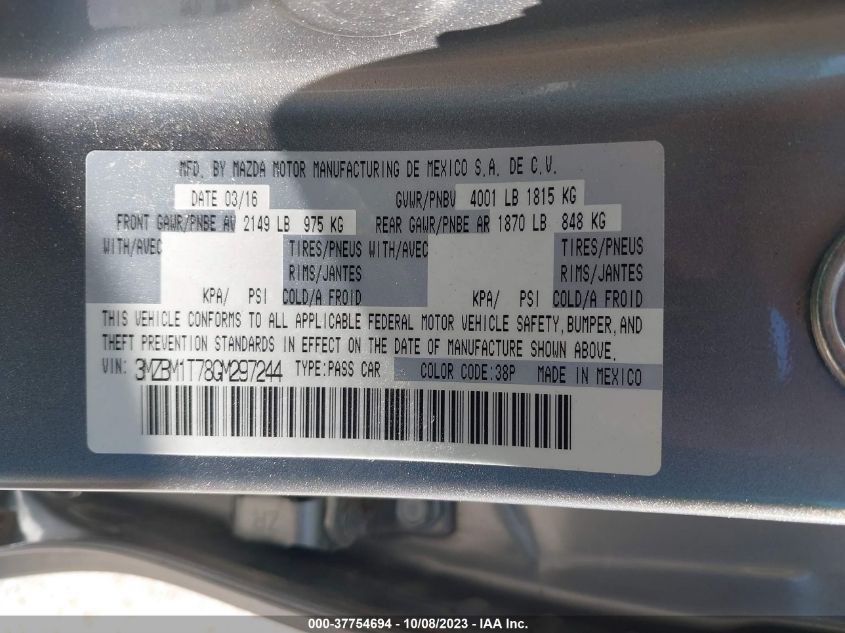 MFD. BY MAZDA MOTOR MANUFACTURING DE MEXICO S.A. DE C.V.
DATE 03/16 GVWR/PNBV 4001 LB 1815 KG
FRONT GAWR/PNBE AV 2149 LB 975 KG REAR GAWR/PNBE AR 1870 LB 848 KG
WITH/AVEC TIRES/PNEUS WITH/AVEC TIRES/PNEUS
RIMS/JANTES RIMS/JANTES
KPA/ PSI COLD/A FROID KPA/ PSI COLD/A FROID
THIS VEHICLE CONFORMS TO ALL APPLICABLE FEDERAL MOTOR VEHICLE SAFETY, BUMPER, AND
THEFT PREVENTION STANDARDS IN EFFECT ON THE DATE OF MANUFACTURE SHOWN ABOVE.
VIN: 3MZBM1T78GM297244 TYPE:PASS CAR COLOR CODE:38P MADE IN MEXICO
ZR
000-37754694 - 10/08/2023 - IAA Inc.